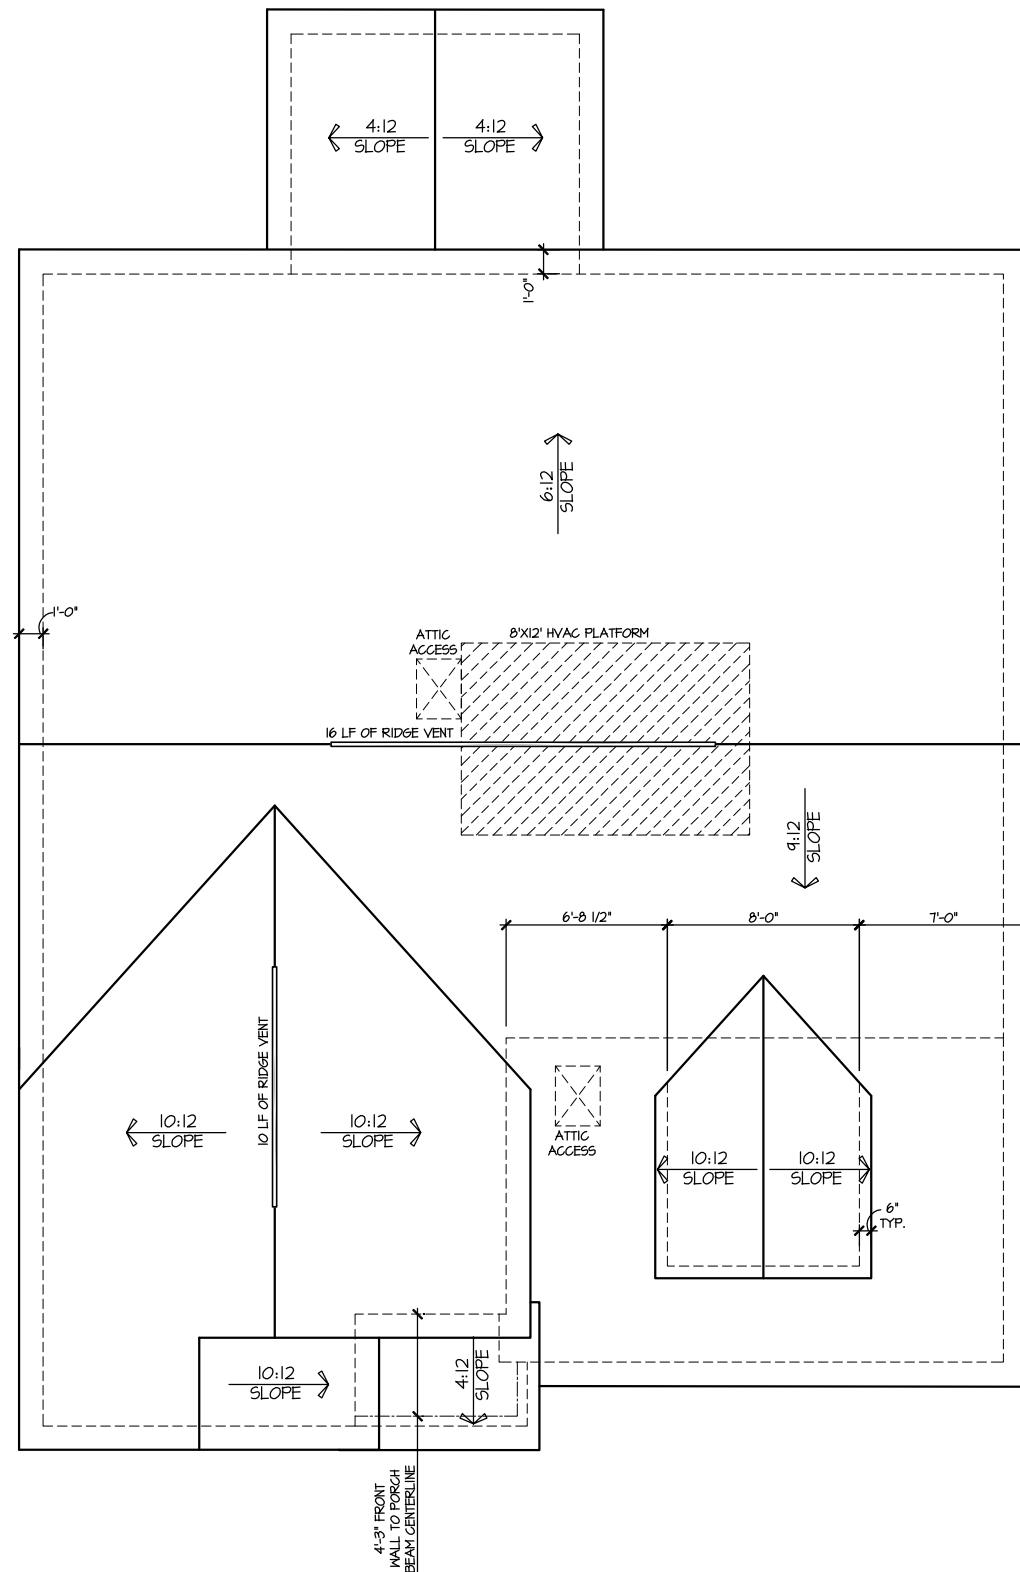 4:12
SLOPE
4:12
SLOPE
1'-0"
6:12
SLOPE
1'-0"
ATTIC
ACCESS
8'X12' HVAC PLATFORM
16 LF OF RIDGE VENT
9:12
SLOPE
6'-8 1/2"
8'-0"
7'-0"
10 LF OF RIDGE VENT
10:12
SLOPE
10:12
SLOPE
ATTIC
ACCESS
10:12
SLOPE
10:12
SLOPE
6"
TYP.
10:12
SLOPE
4:12
SLOPE
4'-3" FRONT
WALL TO PORCH
BEAM CENTERLINE